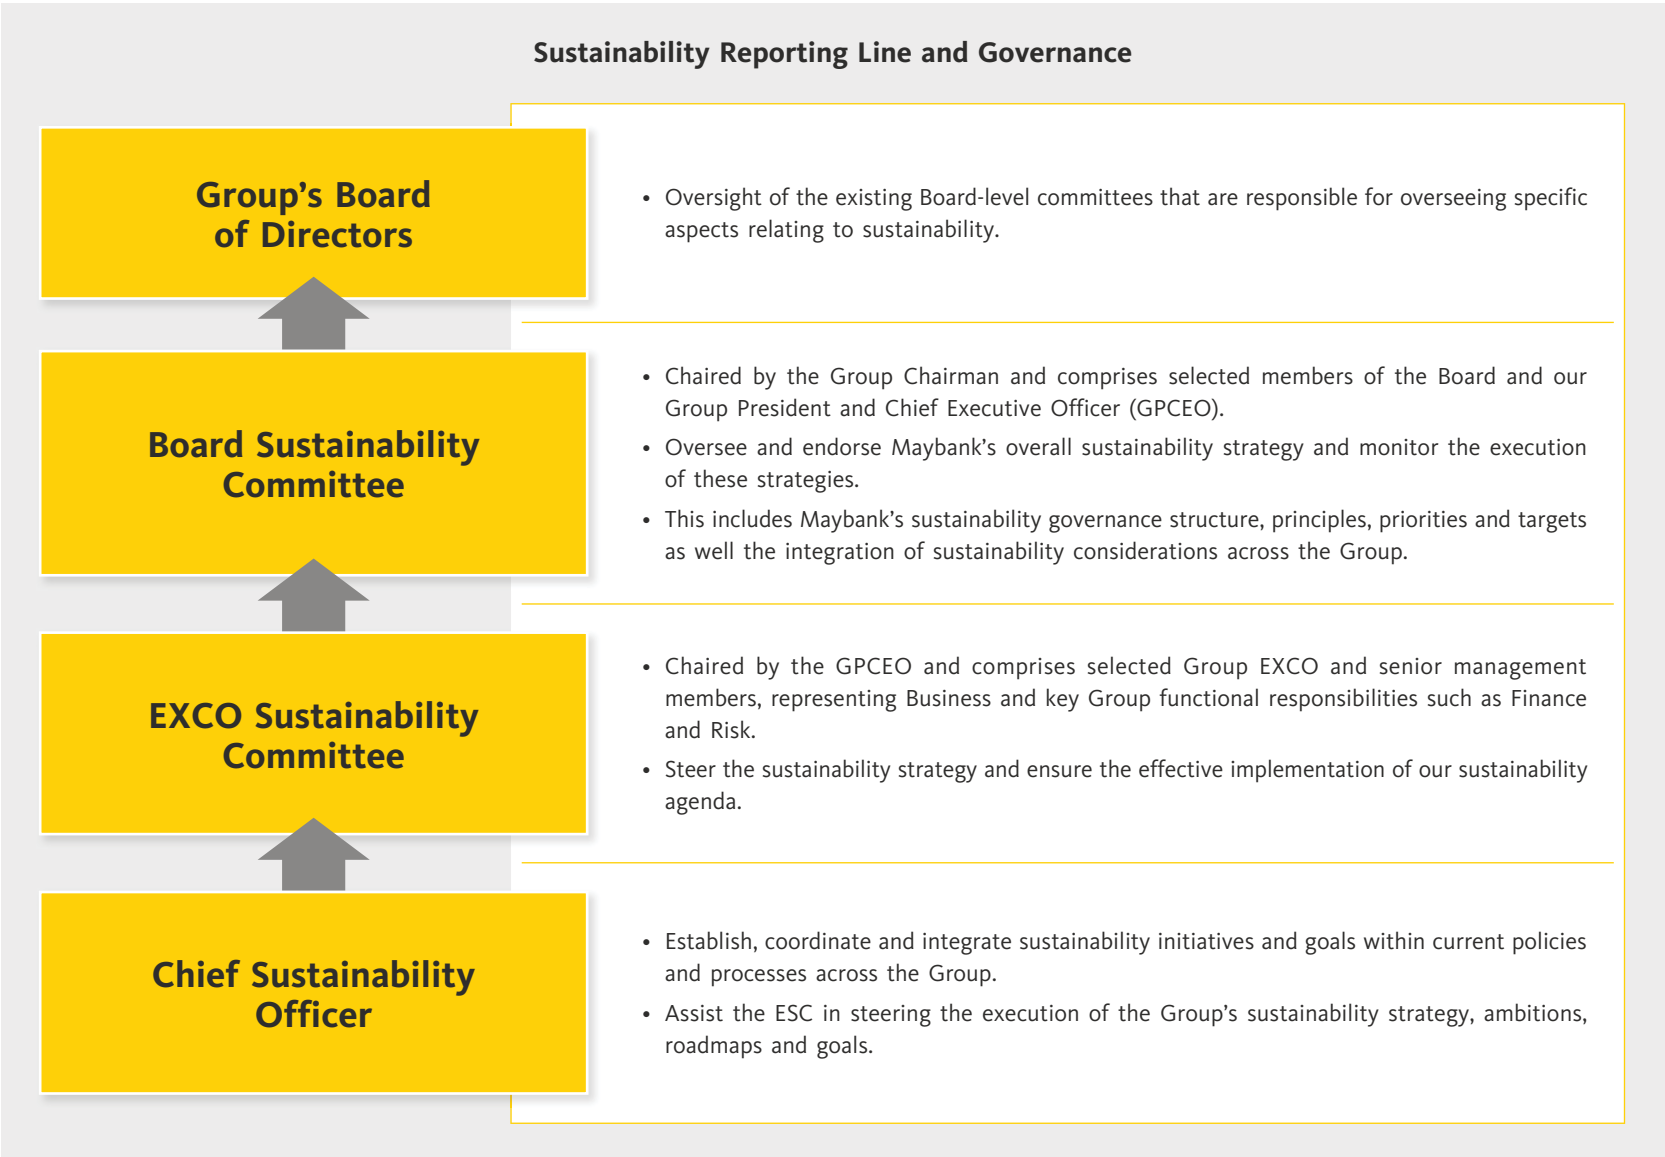 Sustainability Reporting Line and Governance
Group’s Board
of Directors
• Oversight of the existing Board-level committees that are responsible for overseeing specific
aspects relating to sustainability.
Board Sustainability
Committee
• Chaired by the Group Chairman and comprises selected members of the Board and our
Group President and Chief Executive Officer (GPCEO).
• Oversee and endorse Maybank’s overall sustainability strategy and monitor the execution
of these strategies.
• This includes Maybank’s sustainability governance structure, principles, priorities and targets
as well the integration of sustainability considerations across the Group.
EXCO Sustainability
Committee
• Chaired by the GPCEO and comprises selected Group EXCO and senior management
members, representing Business and key Group functional responsibilities such as Finance
and Risk.
• Steer the sustainability strategy and ensure the effective implementation of our sustainability
agenda.
Chief Sustainability
Officer
• Establish, coordinate and integrate sustainability initiatives and goals within current policies
and processes across the Group.
• Assist the ESC in steering the execution of the Group’s sustainability strategy, ambitions,
roadmaps and goals.